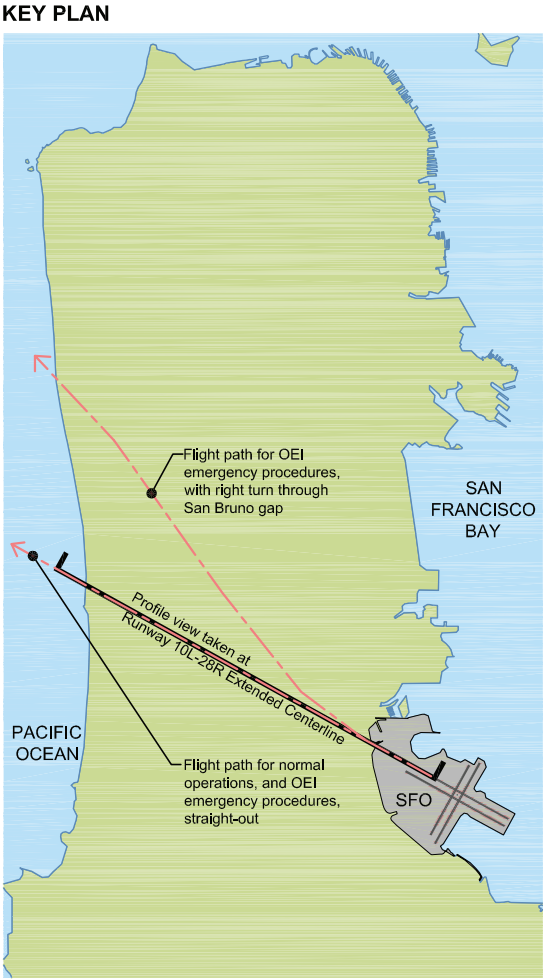 KEY PLAN
Flight path for OEI
emergency procedures,
with right turn through
San Bruno gap
SAN
FRANCISCO
BAY
Profile view taken at
Runway 10L-28R Extended Centerline
PACIFIC
OCEAN
Flight path for normal
operations, and OEI
emergency procedures,
straight-out
SFO